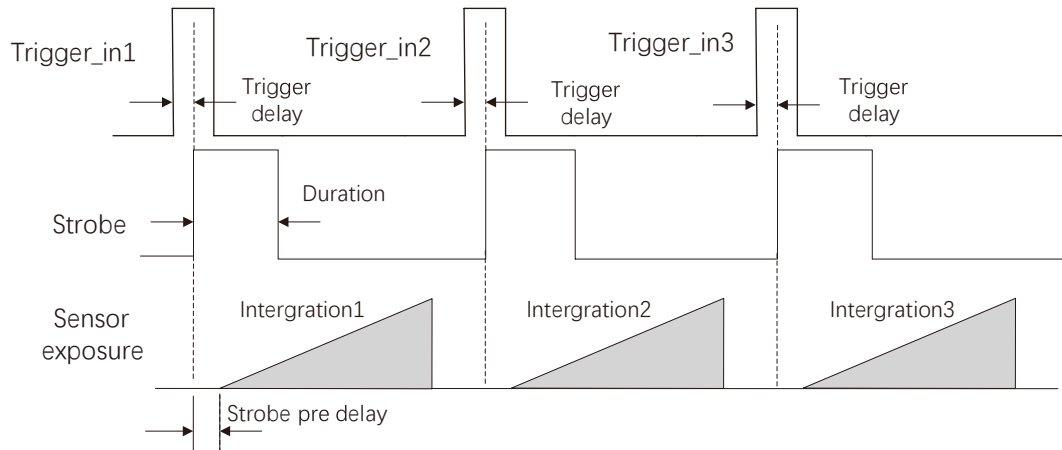 Trigger_in1
Trigger_in2
Trigger_in3
Trigger
delay
Trigger
delay
Trigger
delay
Strobe
Duration
Sensor
exposure
Intergration1
Intergration2
Intergration3
Strobe pre delay